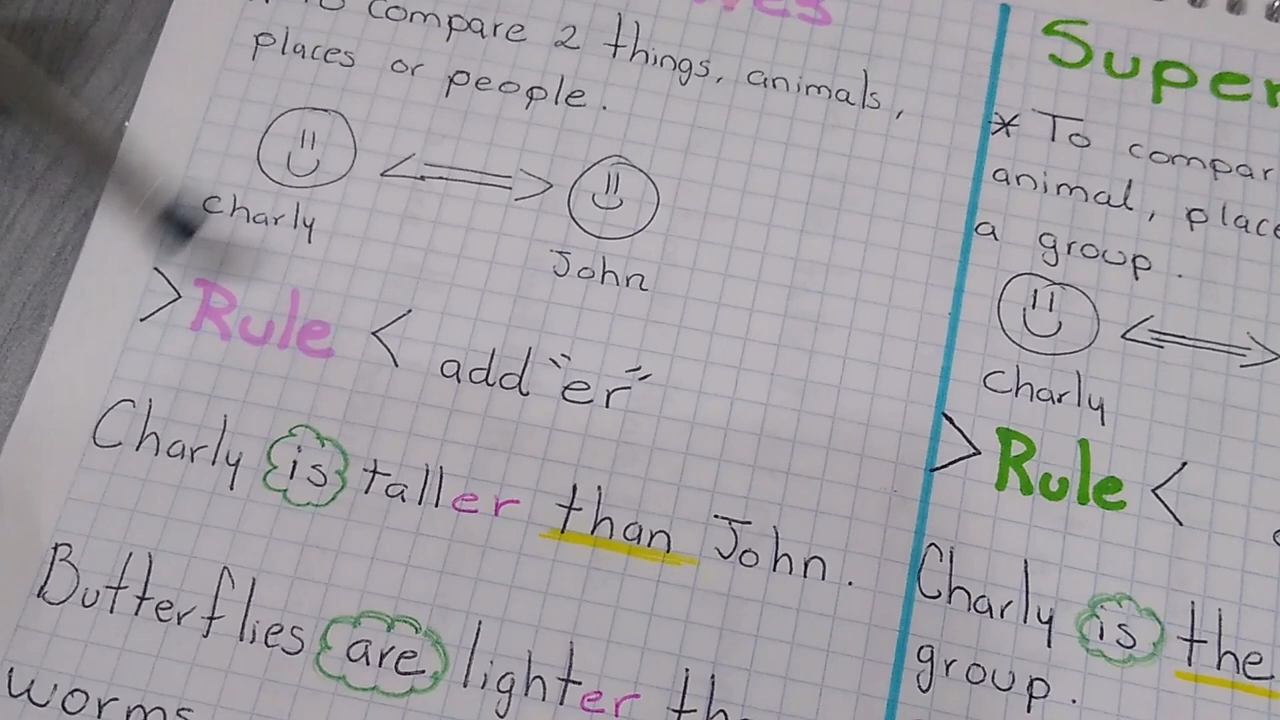 compare 2 things, animals,
places or people.
charly
John
> Rule < add "er"
Charly is taller than John.
Butterflies are lighter
worms
Super
* To compar
animal, place
a group.
charly
> Rule <
Charly is the
group.